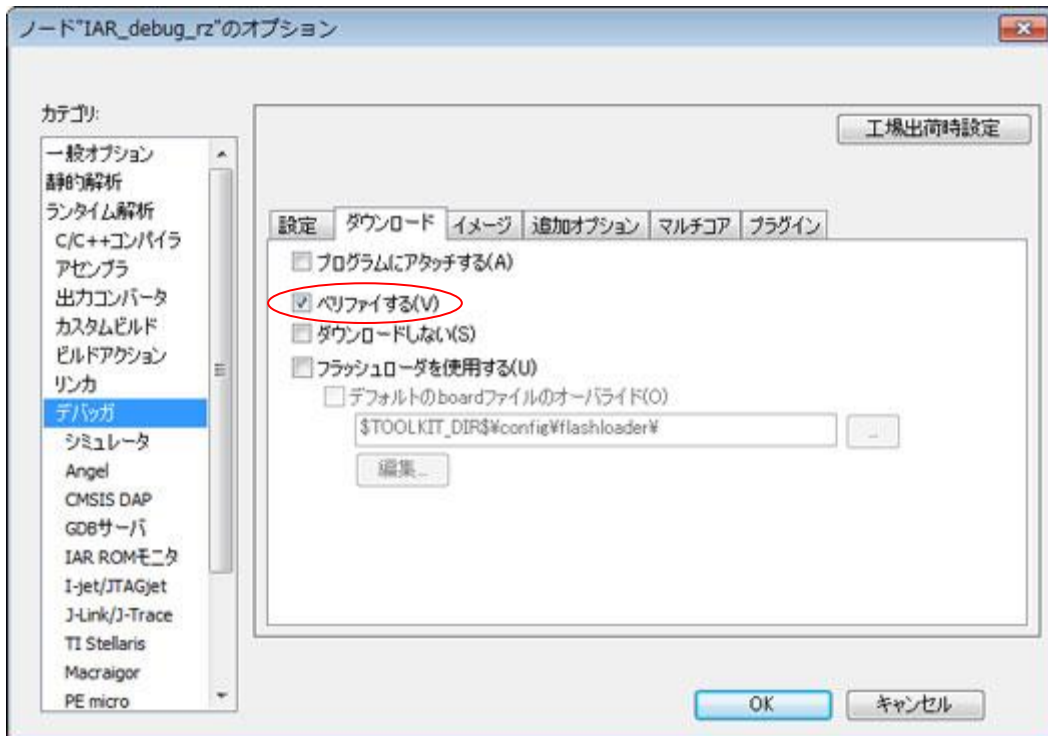 ノード"IAR_debug_rz"のオプション
カテゴリ:
一般オプション
静的解析
ランタイム解析
C/C++コンパイラ
アセンブラ
出力コンバータ
カスタムビルド
ビルドアクション
リンカ
デバッガ
シミュレータ
Angel
CMSIS DAP
GDBサーバ
IAR ROMモニタ
I-jet/JTAGjet
J-Link/J-Trace
TI Stellaris
Macraigor
PE micro
工場出荷時設定
設定 ダウンロード イメージ 追加オプション マルチコア プラグイン
プログラムにアタッチする(A)
ベリファイする(V)
ダウンロードしない(S)
フラッシュローダを使用する(U)
デフォルトのboardファイルのオーバライド(O)
$TOOLKIT_DIR$¥config¥flashloader¥
...
編集...
OK キャンセル